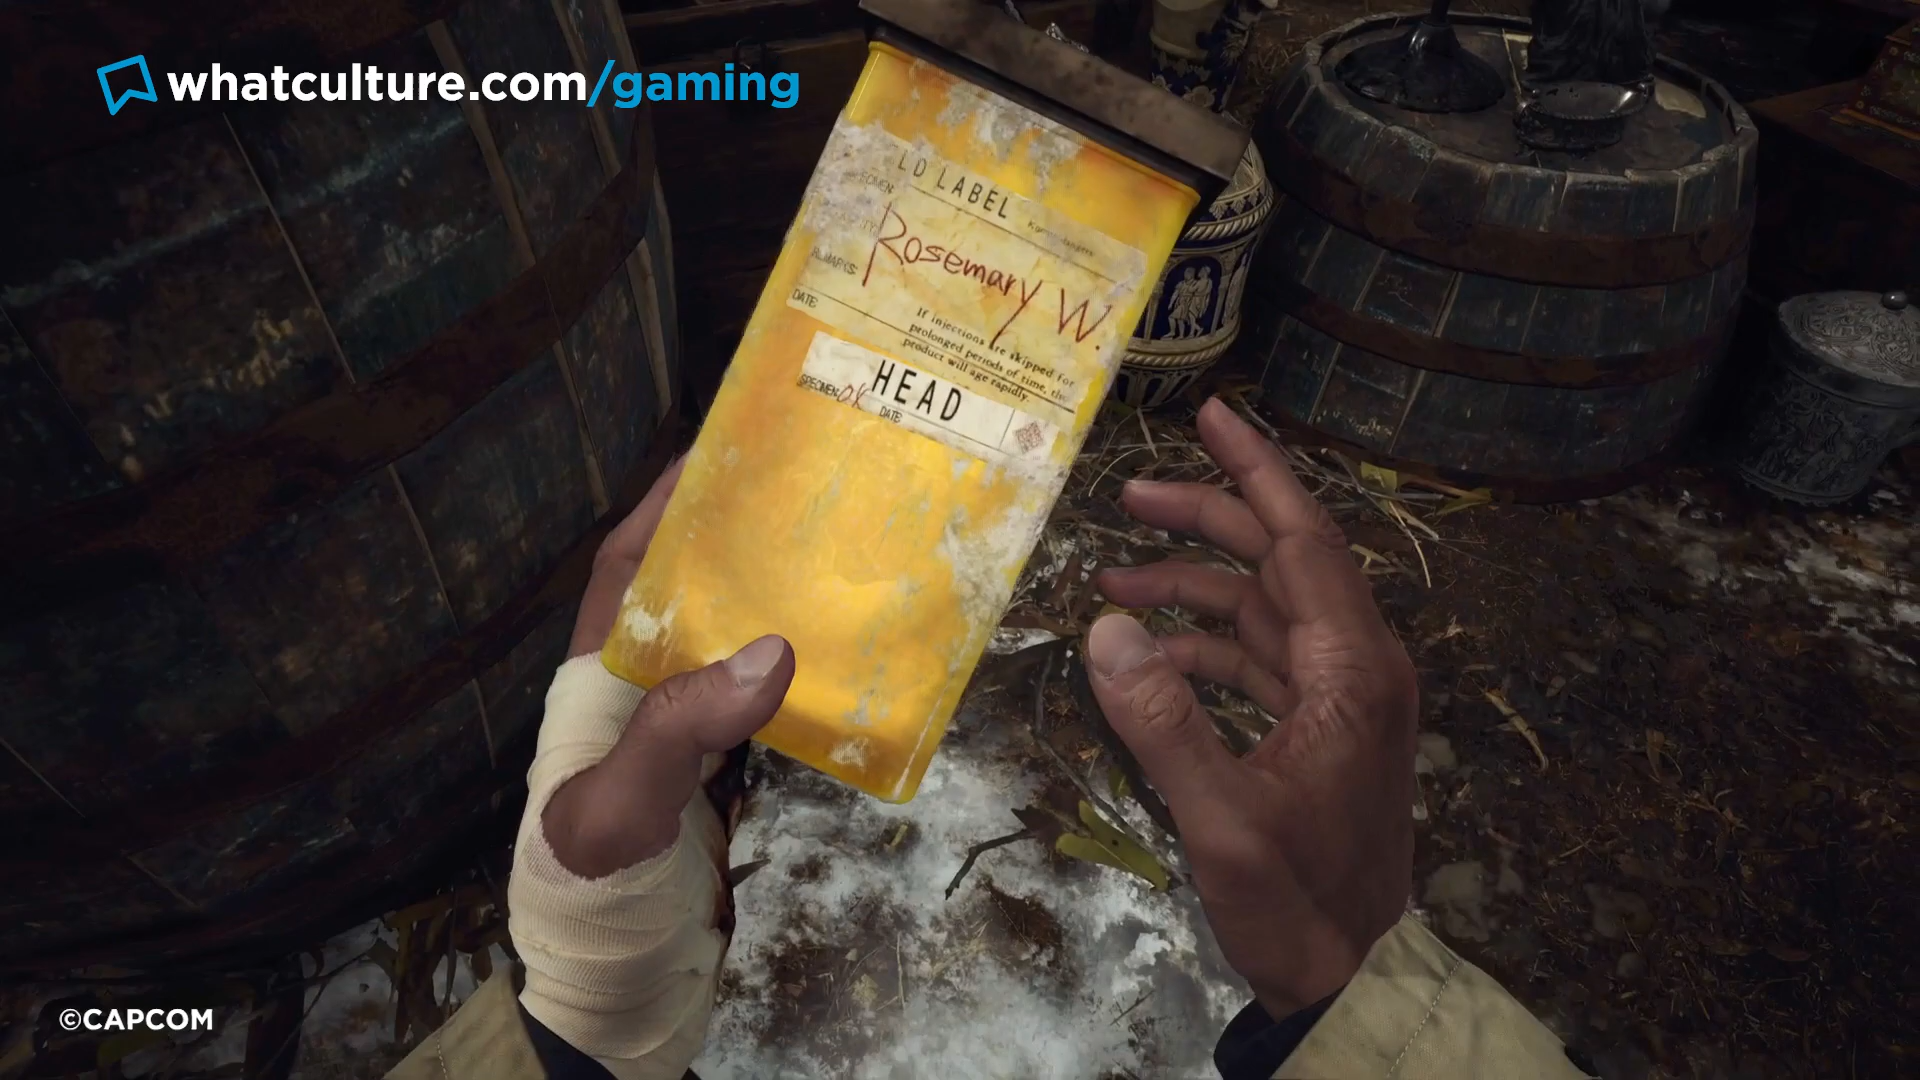 whatculture.com/gaming
LD LABEL
Rosemary W.
REMARKS:
DATE:
If injections are skipped for
prolonged periods of time, the
product will age rapidly.
HEAD
SPECIMEN: OK DATE:
©CAPCOM